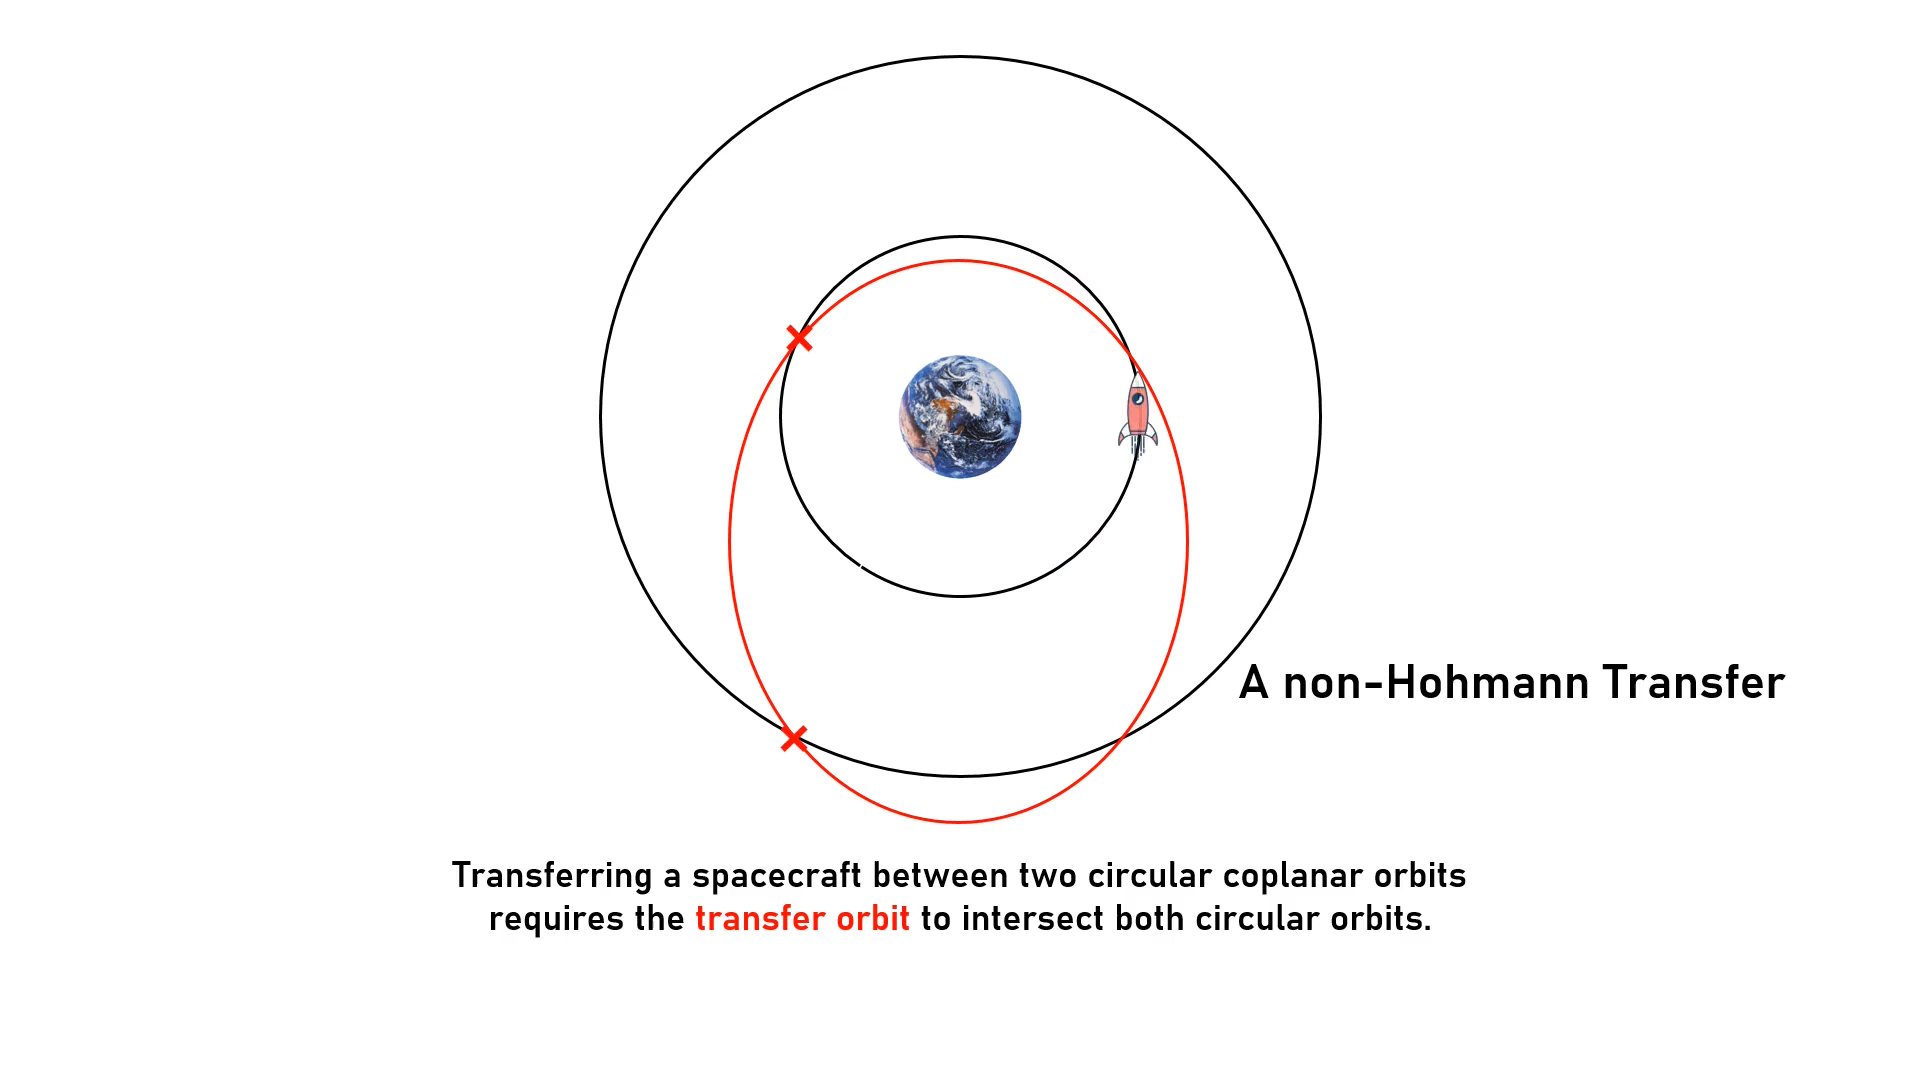 A non-Hohmann Transfer
Transferring a spacecraft between two circular coplanar orbits
requires the transfer orbit to intersect both circular orbits.